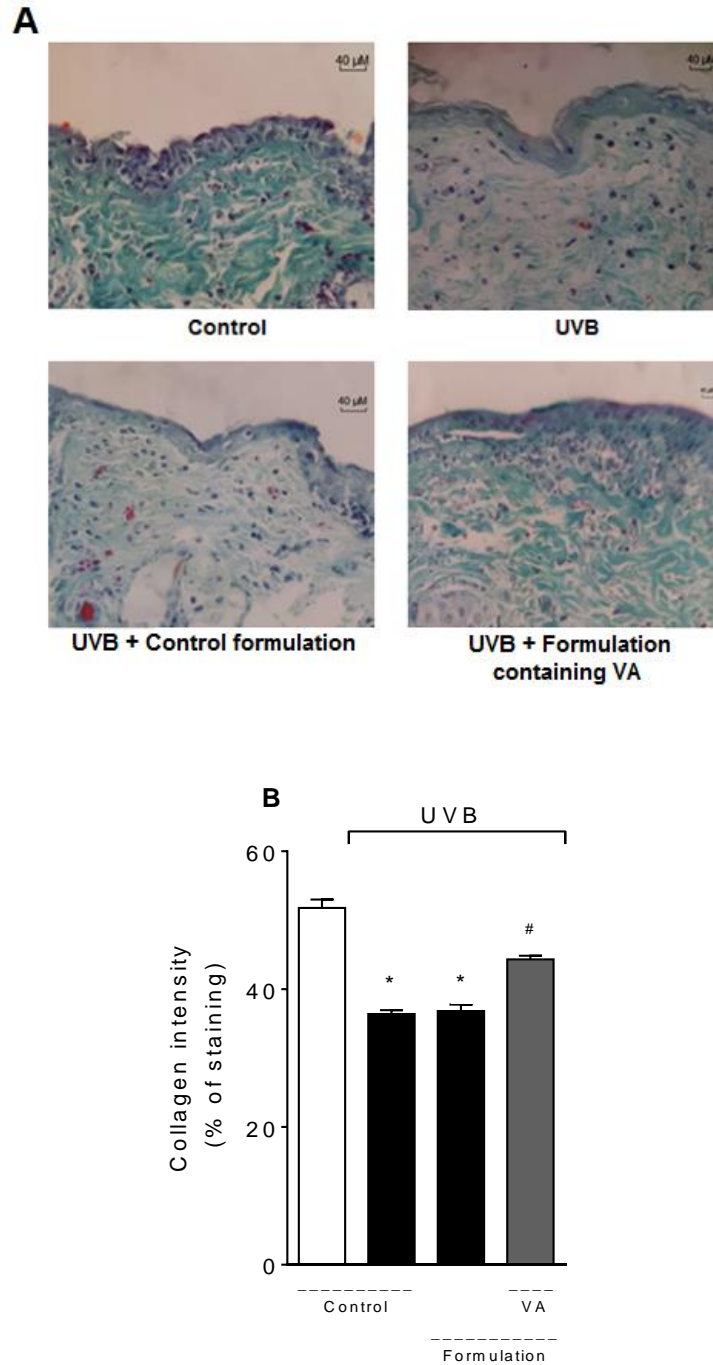 A
40 µM
40 µM
Control
UVB
40 µM
UVB + Control formulation
UVB + Formulation
containing VA
B
UVB
60
40
20
0
Collagen intensity
(% of staining)
*
*
#
Control
VA
Formulation